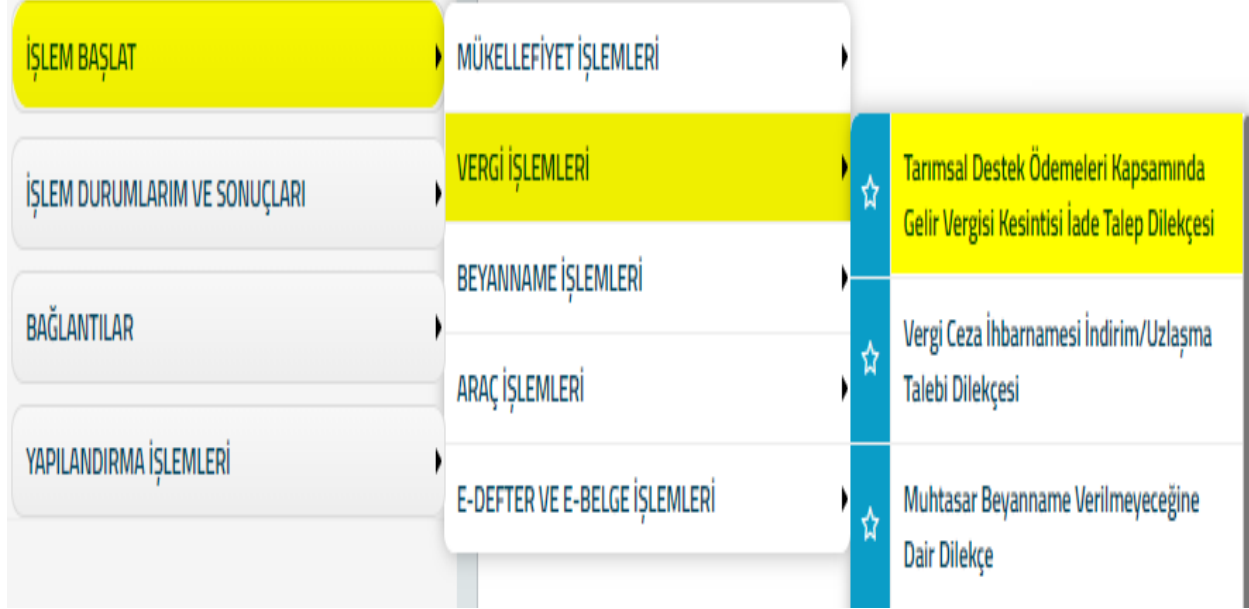 İŞLEM BAŞLAT
İŞLEM DURUMLARIM VE SONUÇLARI
BAĞLANTILAR
YAPILANDIRMA İŞLEMLERİ
MÜKELLEFİYET İŞLEMLERİ
VERGİ İŞLEMLERİ
BEYANNAME İŞLEMLERİ
ARAÇ İŞLEMLERİ
E-DEFTER VE E-BELGE İŞLEMLERİ
Tarımsal Destek Ödemeleri Kapsamında
Gelir Vergisi Kesintisi İade Talep Dilekçesi
Vergi Ceza İhbarnamesi İndirim/Uzlaşma
Talebi Dilekçesi
Muhtasar Beyanname Verilmeyeceğine
Dair Dilekçe